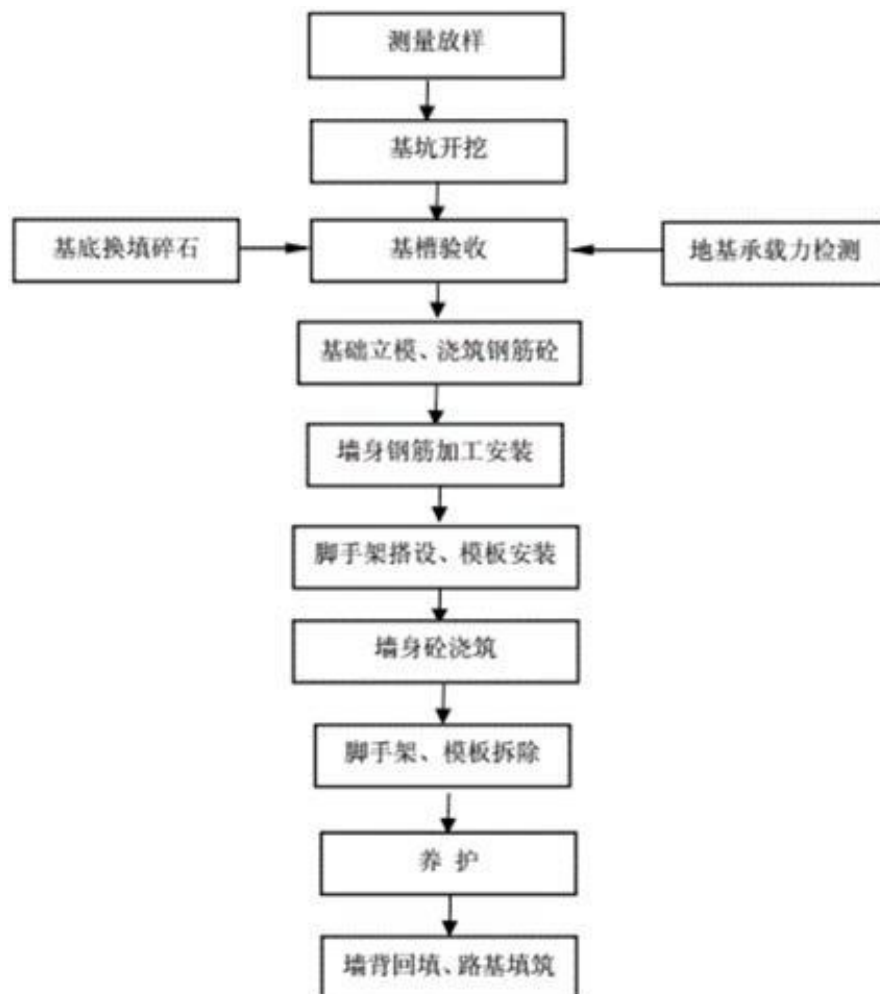 测量放样
基坑开挖
基底换填碎石
基槽验收
地基承载力检测
基础立模、浇筑钢筋砼
墙身钢筋加工安装
脚手架搭设、模板安装
墙身砼浇筑
脚手架、模板拆除
养 护
墙背回填、路基填筑